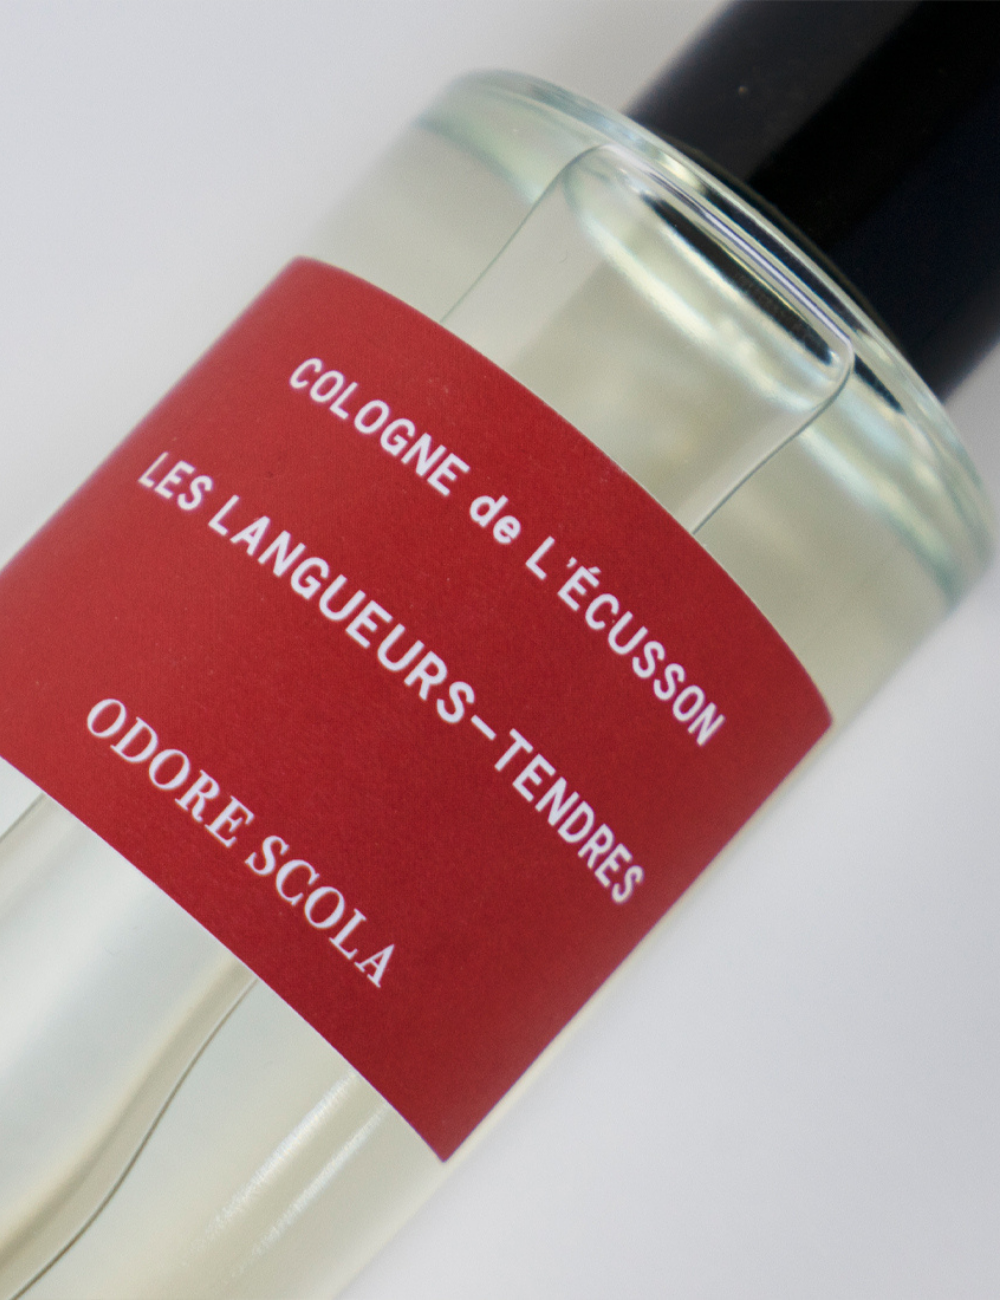 COLOGNE de L'ÉCUSSON
LES LANGUEURS-TENDRES
ODORE SCOLA